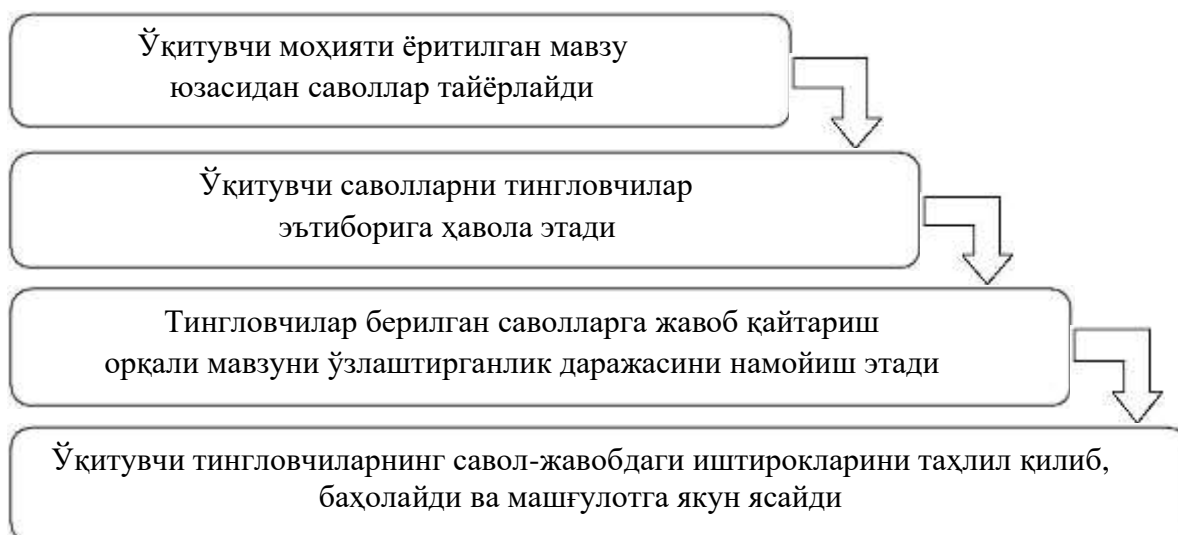 Ўқитувчи моҳияти ёритилган мавзу
юзасидан саволлар тайёрлайди
Ўқитувчи саволларни тингловчилар
эътиборига ҳавола этади
Тингловчилар берилган саволларга жавоб қайтариш
орқали мавзуни ўзлаштирганлик даражасини намойиш этади
Ўқитувчи тингловчиларнинг савол-жавобдаги иштирокларини таҳлил қилиб,
баҳолайди ва машғулотга якун ясайди